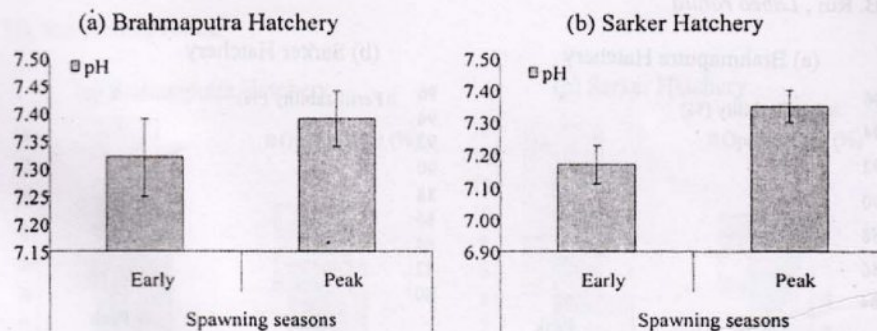 (a) Brahmaputra Hatchery
pH
7.50
7.45
7.40
7.35
7.30
7.25
7.20
7.15
Early
Peak
Spawning seasons
(b) Sarker Hatchery
pH
7.50
7.40
7.30
7.20
7.10
7.00
6.90
Early
Peak
Spawning seasons